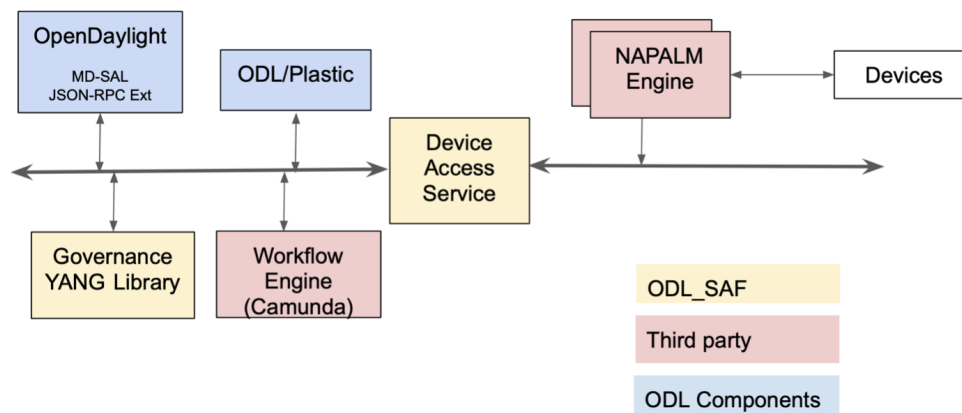 OpenDaylight
MD-SAL
JSON-RPC Ext
ODL/Plastic
NAPALM
Engine
Devices
Device
Access
Service
Governance
YANG Library
Workflow
Engine
(Camunda)
ODL_SAF
Third party
ODL Components